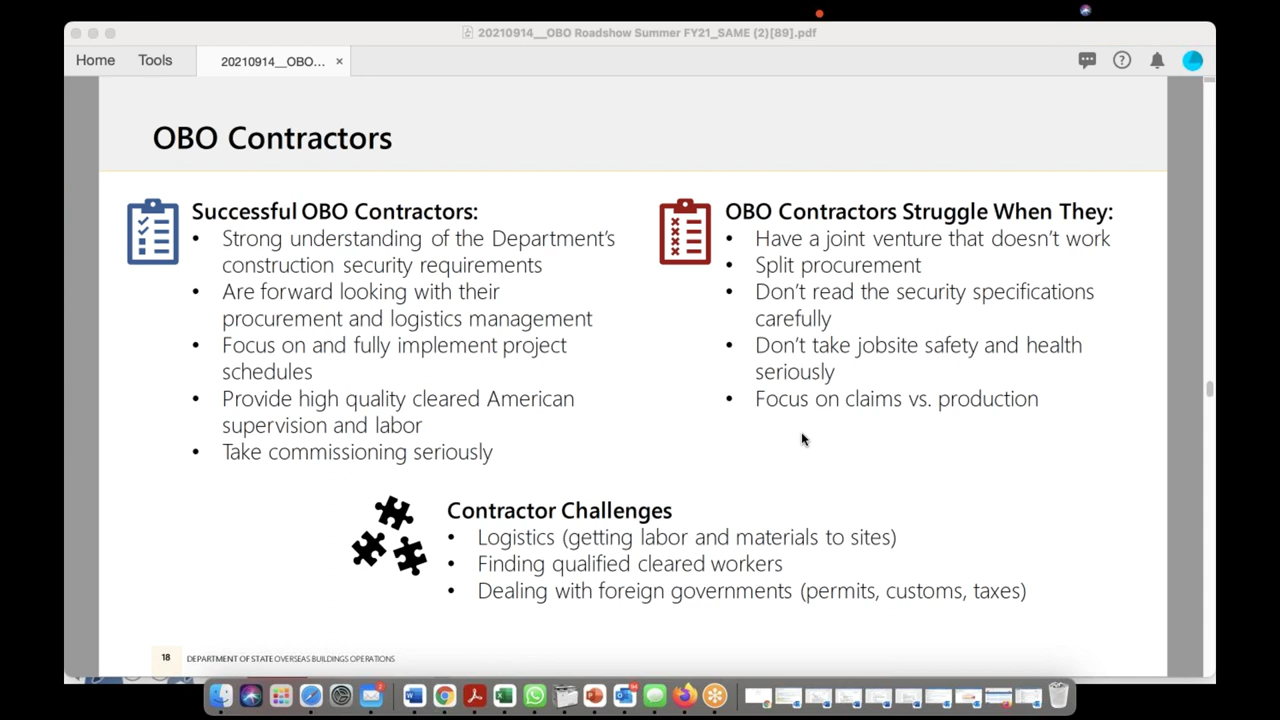 20210914__OBO Roadshow Summer FY21_SAME (2)[89].pdf
Home
Tools
20210914__OBO...
OBO Contractors
Successful OBO Contractors:
• Strong understanding of the Department's
construction security requirements
• Are forward looking with their
procurement and logistics management
• Focus on and fully implement project
schedules
• Provide high quality cleared American
supervision and labor
• Take commissioning seriously
OBO Contractors Struggle When They:
• Have a joint venture that doesn't work
• Split procurement
• Don't read the security specifications
carefully
• Don't take jobsite safety and health
seriously
• Focus on claims vs. production
Contractor Challenges
• Logistics (getting labor and materials to sites)
• Finding qualified cleared workers
• Dealing with foreign governments (permits, customs, taxes)
18 DEPARTMENT OF STATE OVERSEAS BUILDINGS OPERATIONS